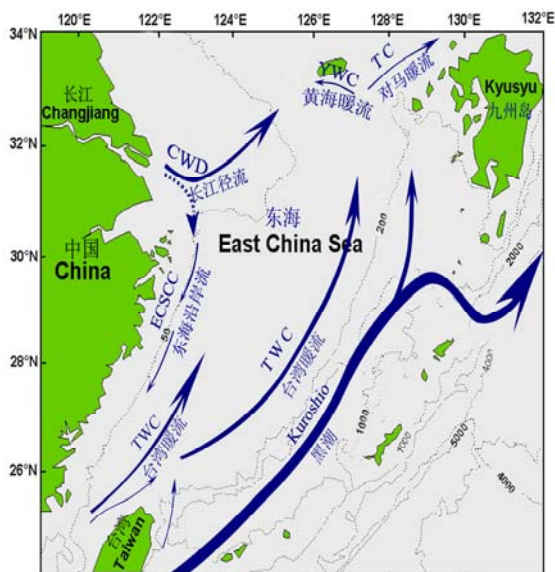 120°E
122°E
124°E
126°E
128°E
130°E
132°E
34°N
32°N
30°N
28°N
26°N
长江
Changjiang
YWC
黄海暖流
TC
对马暖流
Kyusyu
九州岛
CWD
长江径流
东海
East China Sea
中国
China
ECSCC
东海沿岸流
50
200
2000
TWC
台湾暖流
TWC
台湾暖流
Kuroshio
黑潮
1000
1000
4000
5000
4000
台湾
Taiwan